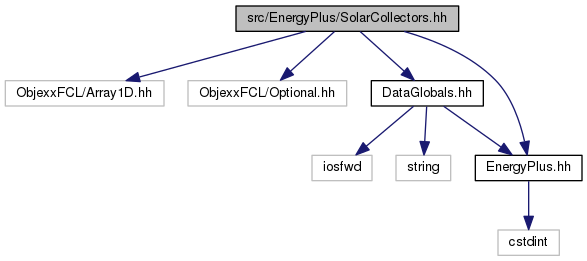 src/EnergyPlus/SolarCollectors.hh
ObjexxFCL/Array1D.hh
ObjexxFCL/Optional.hh
DataGlobals.hh
iosfwd
string
EnergyPlus.hh
cstdint